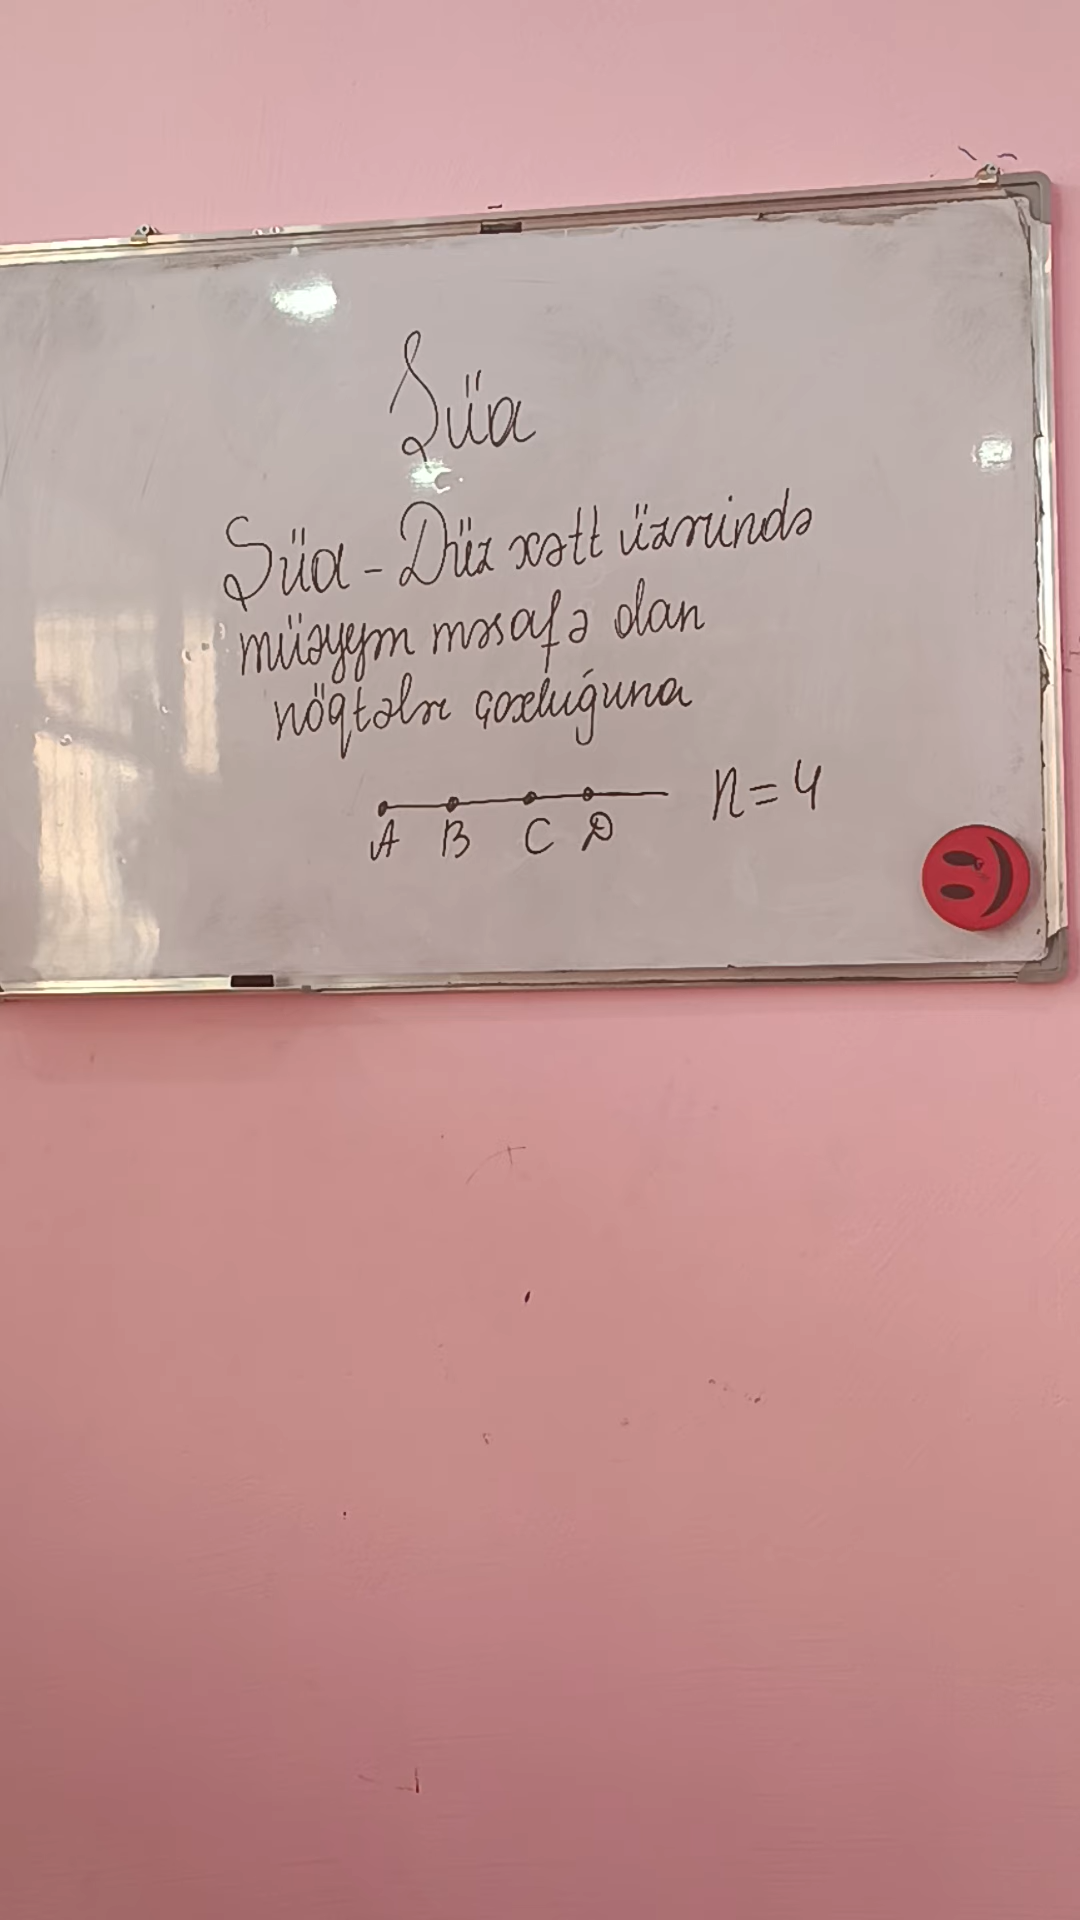 Şüa
Şüa - Düz xətt üzərində
müəyyən məsafə olan
nöqtələr çoxluğuna
A B C D n=4